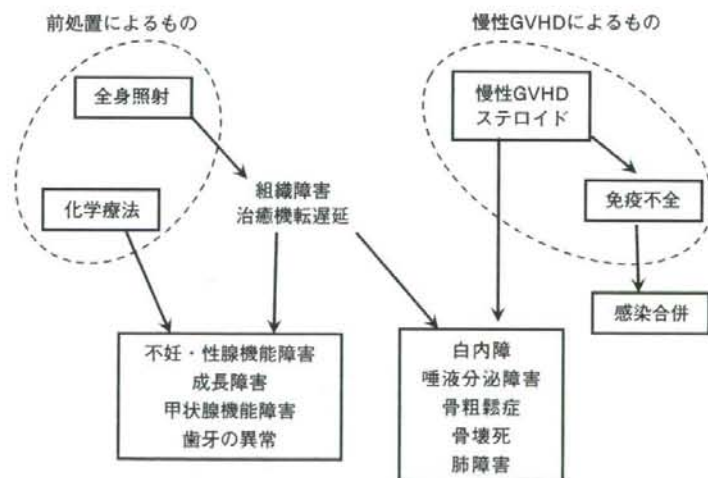 前処置によるもの
慢性GVHDによるもの
全身照射
慢性GVHD
ステロイド
化学療法
組織障害
治癒機転遅延
免疫不全
感染合併
不妊・性腺機能障害
成長障害
甲状腺機能障害
歯牙の異常
白内障
唾液分泌障害
骨粗鬆症
骨壊死
肺障害